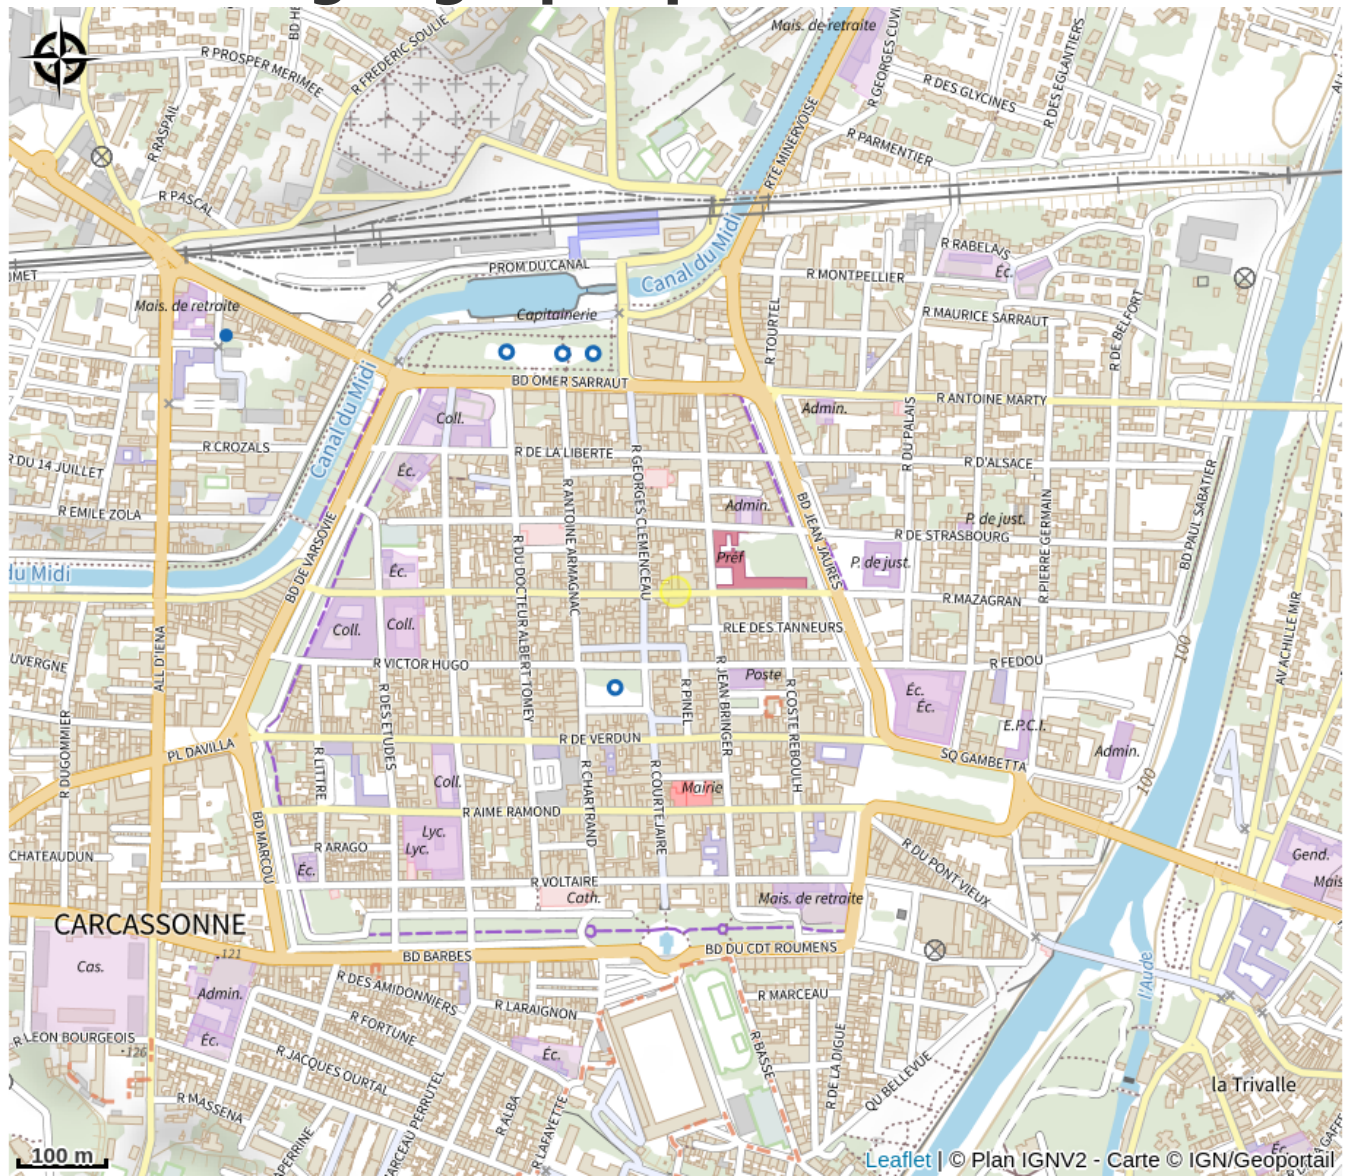 Mais. de retraite
R PROSPER MERIMEE
R FREDERIC SOULIE
R GEORGES CUVI
R DES GLYCINES
R DES EGLANTIERS
R RASPAIL
RTE MINERVOISE
R PARMENTIER
R PASCAL
Canal du Midi
R RABELAIS
Éc.
OMET
PROM DU CANAL
R MONTPELLIER
Mais. de retraite
Capitainerie
R MAURICE SARRAUT
R DE BELFORT
R TOURTEL
Canal du Midi
BD OMER SARRAUT
R ANTOINE MARTY
Coll.
Admin.
R DU PALAIS
R CROZALS
R DE LA LIBERTE
R D'ALSACE
R DU 14 JUILLET
Éc.
R GEORGES CLEMENCEAU
R ANTOINE ARMAGNAC
BD JEAN JAURES
BD PAUL SABATIER
R EMILE ZOLA
Admin.
P. de just.
R PIERRE GERMAIN
BD DE VARSOVIE
R DU DOCTEUR ALBERT TOMEY
R DE STRASBOURG
Préf
P. de just.
du Midi
Éc.
R MAZAGRAN
Coll.
Coll.
RLE DES TANNEURS
AV ACHILLE MIR
ALL D'IENA
UVERGNE
R VICTOR HUGO
R FEDOU
100
R DES ETUDES
R PINEL
R JEAN BRINGER
Poste
R COSTE REBOULH
Éc.
Éc.
R DUGOMMIER
E.P.C.I.
PL DAVILLA
R DE VERDUN
SQ GAMBETTA
Admin.
R LITTRE
Coll.
R CHARTRAND
R COURTEJAIRE
Mairie
100
R AIME RAMOND
BD MARCOU
Lyc.
Lyc.
R ARAGO
R DU PONT VIEUX
CHATEAUDUN
Éc.
Gend.
Mais
R VOLTAIRE
Cath.
Mais. de retraite
CARCASSONNE
121
BD BARBES
BD DU CDT ROUMENS
Cas.
Admin.
R DES AMIDONNIERS
l'Aude
R MARCEAU
R LARAIGNON
R FORTUNE
R LEON BOURGEOIS
Éc.
126
R JACQUES OURTAL
Éc.
R BASSE
R DE LA DIGUE
QU BELLEVUE
la Trivalle
R MASSENA
R ALBA
R LAFAYETTE
MARCEAU PERRUTEL
APERRINE
100 m
Leaflet | © Plan IGNV2 - Carte © IGN/Geoportail